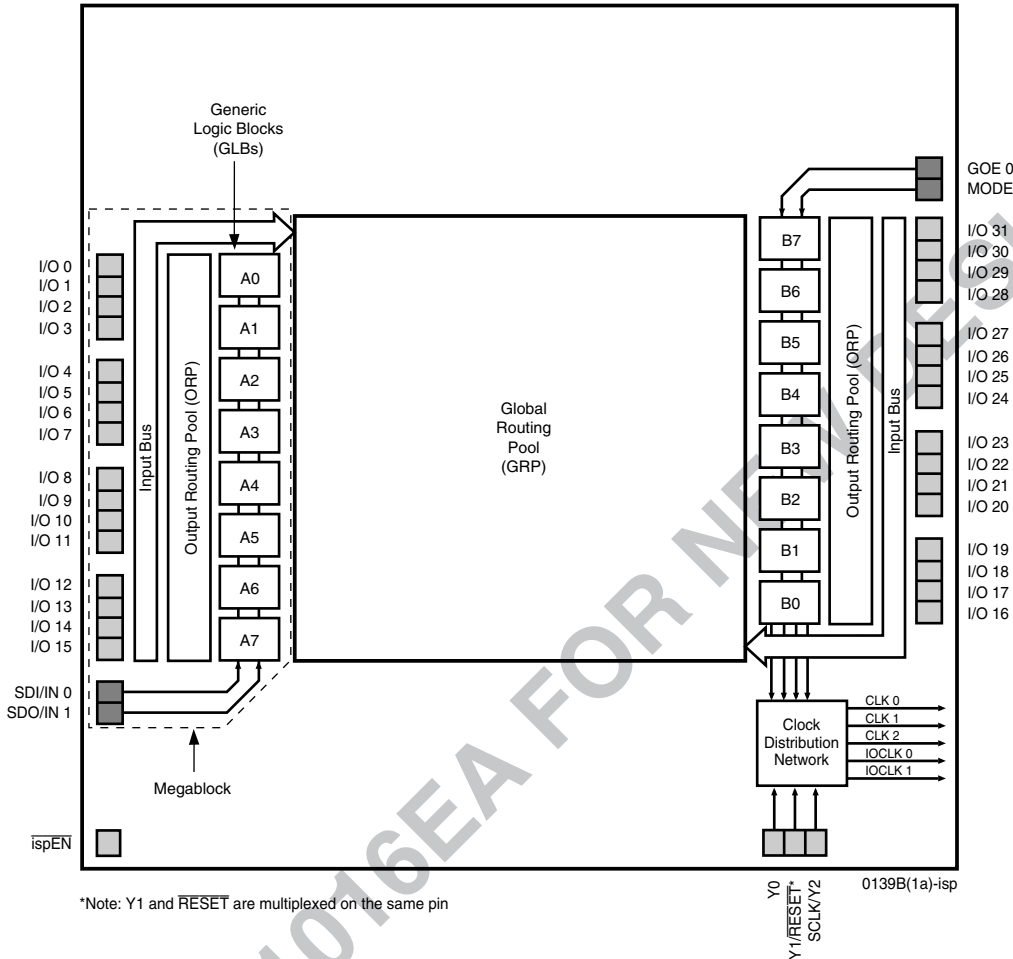 Generic
Logic Blocks
(GLBs)
GOE 0
MODE
I/O 0
I/O 1
I/O 2
I/O 3
I/O 4
I/O 5
I/O 6
I/O 7
I/O 8
I/O 9
I/O 10
I/O 11
I/O 12
I/O 13
I/O 14
I/O 15
SDI/IN 0
SDO/IN 1
Input Bus
Output Routing Pool (ORP)
A0
A1
A2
A3
A4
A5
A6
A7
Megablock
Global
Routing
Pool
(GRP)
B7
B6
B5
B4
B3
B2
B1
B0
Output Routing Pool (ORP)
Input Bus
I/O 31
I/O 30
I/O 29
I/O 28
I/O 27
I/O 26
I/O 25
I/O 24
I/O 23
I/O 22
I/O 21
I/O 20
I/O 19
I/O 18
I/O 17
I/O 16
Clock
Distribution
Network
CLK 0
CLK 1
CLK 2
IOCLK 0
IOCLK 1
ispEN
Y0
Y1/RESET*
SCLK/Y2
0139B(1a)-isp
*Note: Y1 and RESET are multiplexed on the same pin
1016EA FOR NEW